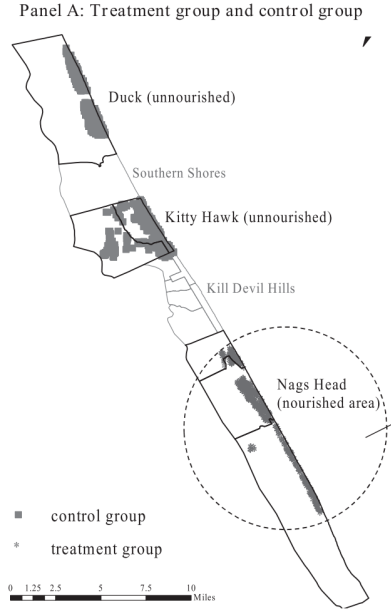 Panel A: Treatment group and control group
Duck (unnourished)
Southern Shores
Kitty Hawk (unnourished)
Kill Devil Hills
Nags Head
(nourished area)
control group
* treatment group
0 1.25 2.5 5 7.5 10
Miles